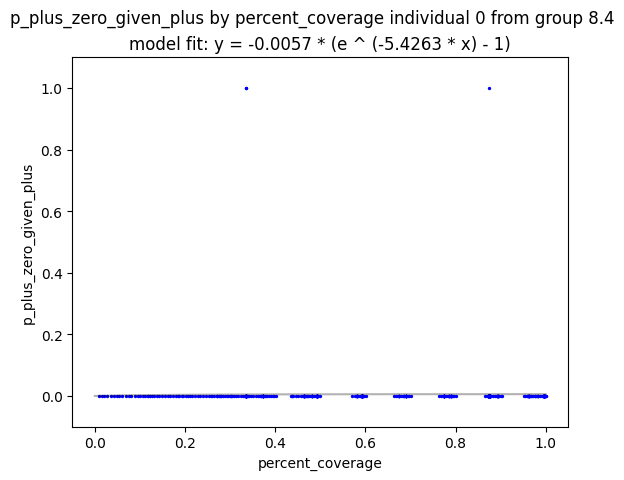 p_plus_zero_given_plus by percent_coverage individual 0 from group 8.4
model fit: y = -0.0057 * (e ^ (-5.4263 * x) - 1)
1.0
0.8
0.6
0.4
0.2
0.0
p_plus_zero_given_plus
0.0 0.2 0.4 0.6 0.8 1.0
percent_coverage